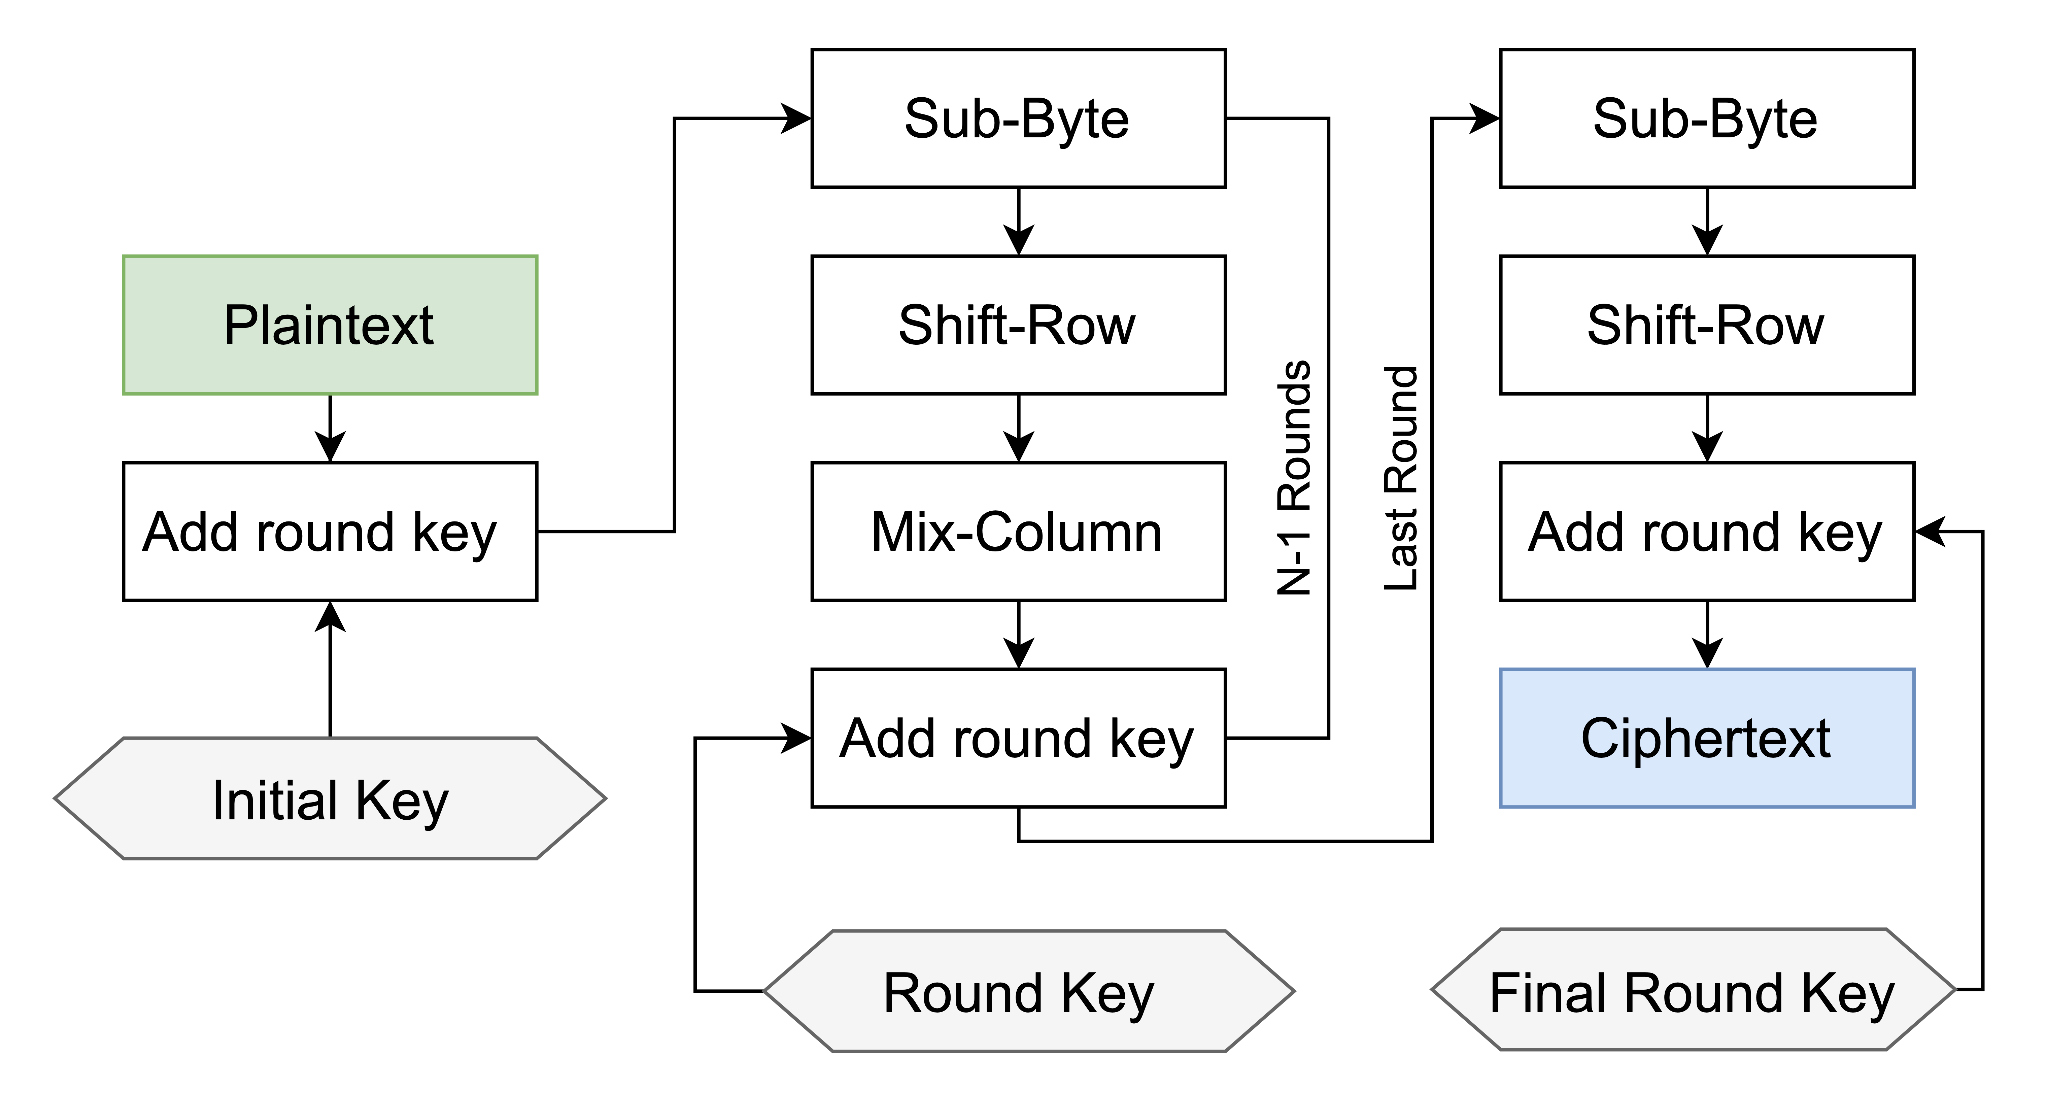 Plaintext
Add round key
Initial Key
Sub-Byte
Shift-Row
Mix-Column
Add round key
Round Key
N-1 Rounds
Last Round
Sub-Byte
Shift-Row
Add round key
Ciphertext
Final Round Key